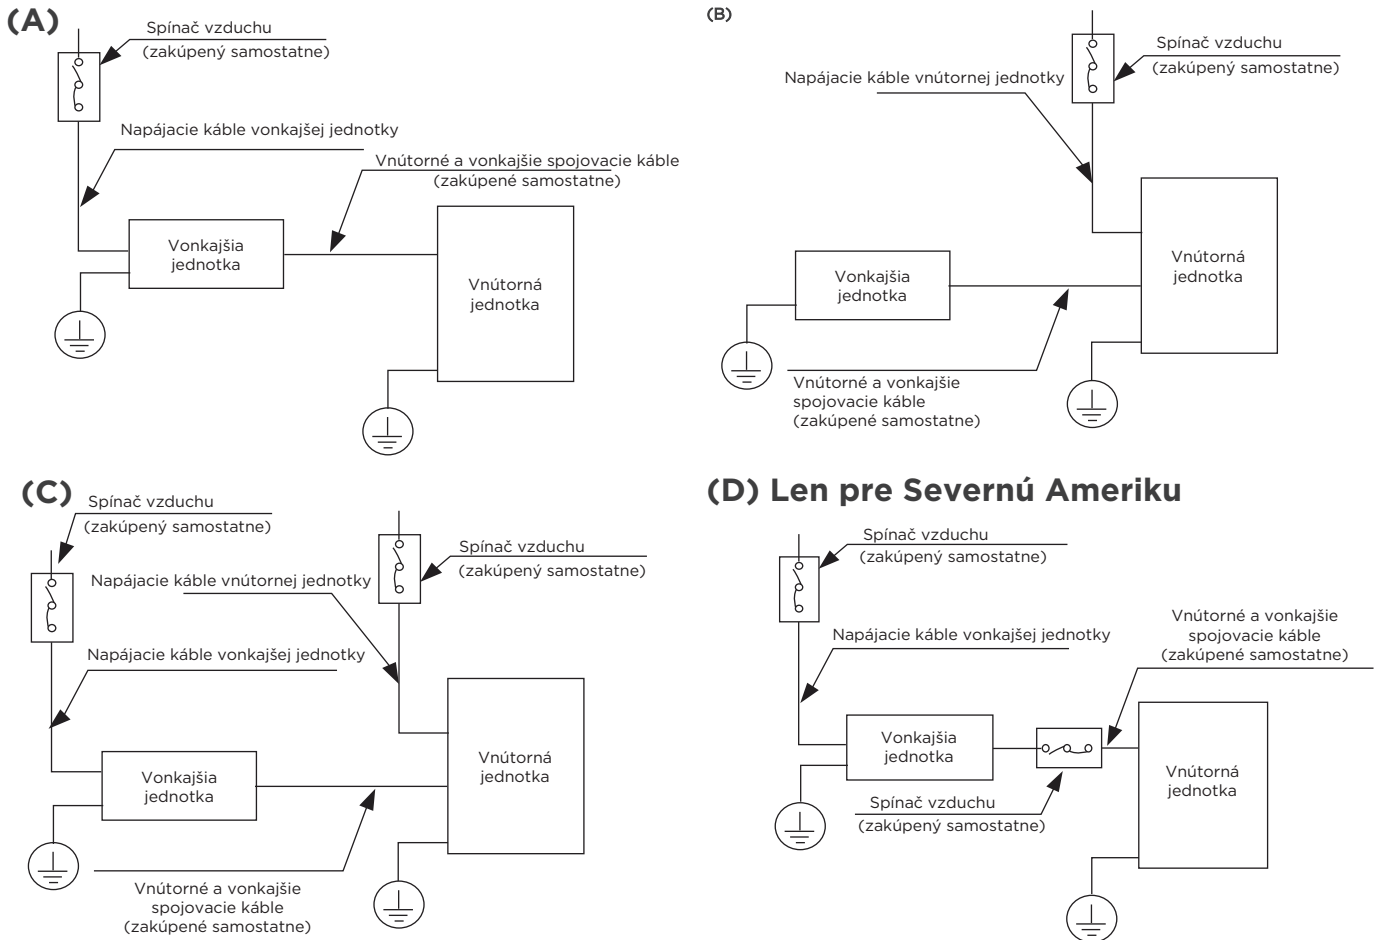 (A)
Spínač vzduchu
(zakúpený samostatne)
Napájacie káble vonkajšej jednotky
Vnútorné a vonkajšie spojovacie káble
(zakúpené samostatne)
Vonkajšia
jednotka
Vnútorná
jednotka
(B)
Spínač vzduchu
(zakúpený samostatne)
Napájacie káble vnútornej jednotky
Vonkajšia
jednotka
Vnútorná
jednotka
Vnútorné a vonkajšie
spojovacie káble
(zakúpené samostatne)
(C)
Spínač vzduchu
(zakúpený samostatne)
Spínač vzduchu
(zakúpený samostatne)
Napájacie káble vnútornej jednotky
Napájacie káble vonkajšej jednotky
Vonkajšia
jednotka
Vnútorná
jednotka
Vnútorné a vonkajšie
spojovacie káble
(zakúpené samostatne)
(D) Len pre Severnú Ameriku
Spínač vzduchu
(zakúpený samostatne)
Napájacie káble vonkajšej jednotky
Vnútorné a vonkajšie
spojovacie káble
(zakúpené samostatne)
Vonkajšia
jednotka
Vnútorná
jednotka
Spínač vzduchu
(zakúpený samostatne)